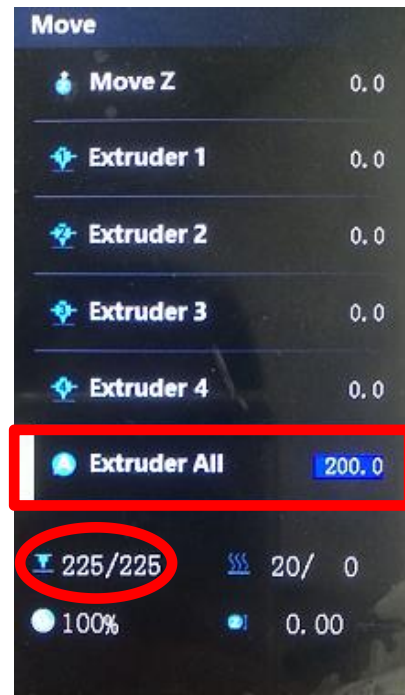 Move
Move Z 0.0
Extruder 1 0.0
Extruder 2 0.0
Extruder 3 0.0
Extruder 4 0.0
Extruder All 200.0
225/225 20/ 0
100% 0.00